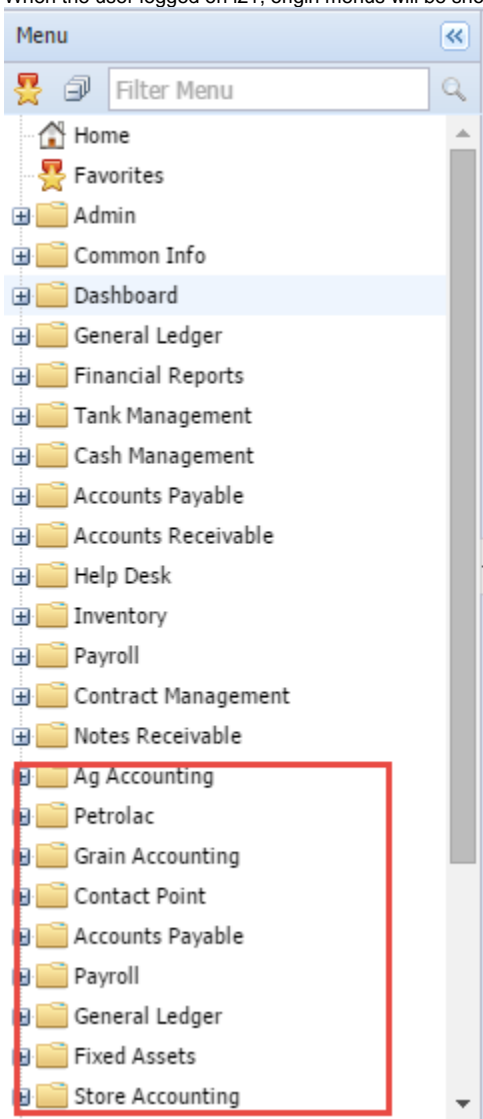 When the user logged on i21, origin menus will be sho
Menu
Filter Menu
Home
Favorites
Admin
Common Info
Dashboard
General Ledger
Financial Reports
Tank Management
Cash Management
Accounts Payable
Accounts Receivable
Help Desk
Inventory
Payroll
Contract Management
Notes Receivable
Ag Accounting
Petrolac
Grain Accounting
Contact Point
Accounts Payable
Payroll
General Ledger
Fixed Assets
Store Accounting